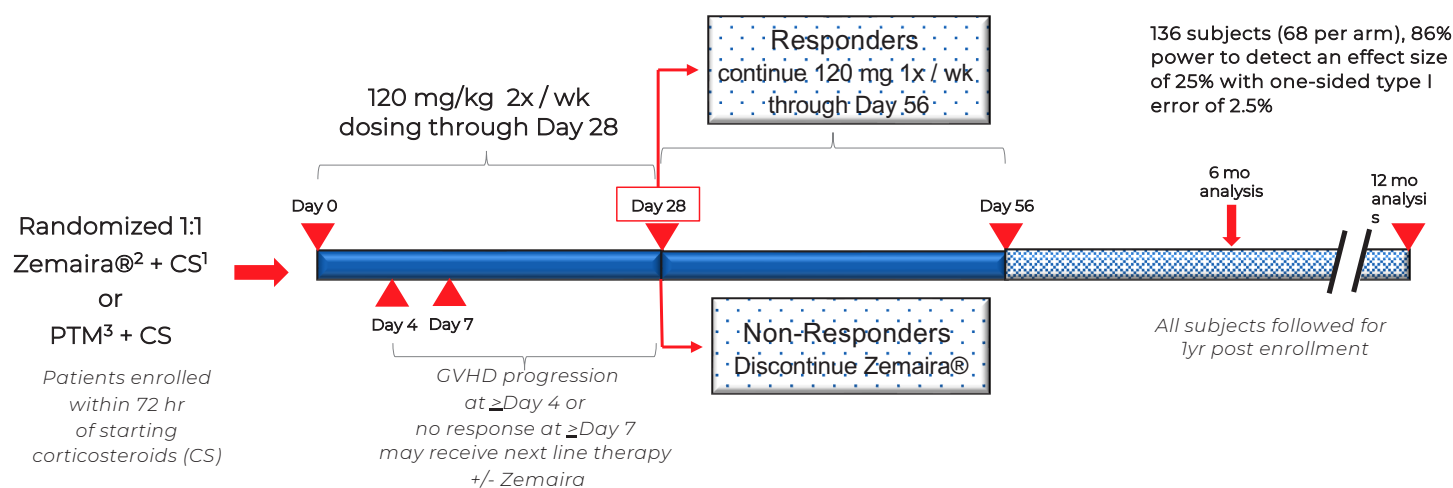 Responders
continue 120 mg 1x / wk
through Day 56
136 subjects (68 per arm), 86%
power to detect an effect size
of 25% with one-sided type I
error of 2.5%
120 mg/kg 2x / wk
dosing through Day 28
Day 0
Day 28
Day 56
6 mo
analysis
12 mo
analysi
s
Randomized 1:1
Zemaira®² + CS¹
or
PTM³ + CS
Patients enrolled
within 72 hr
of starting
corticosteroids (CS)
Day 4
Day 7
GVHD progression
at ≥Day 4 or
no response at ≥Day 7
may receive next line therapy
+/- Zemaira
Non-Responders
Discontinue Zemaira®
All subjects followed for
1yr post enrollment